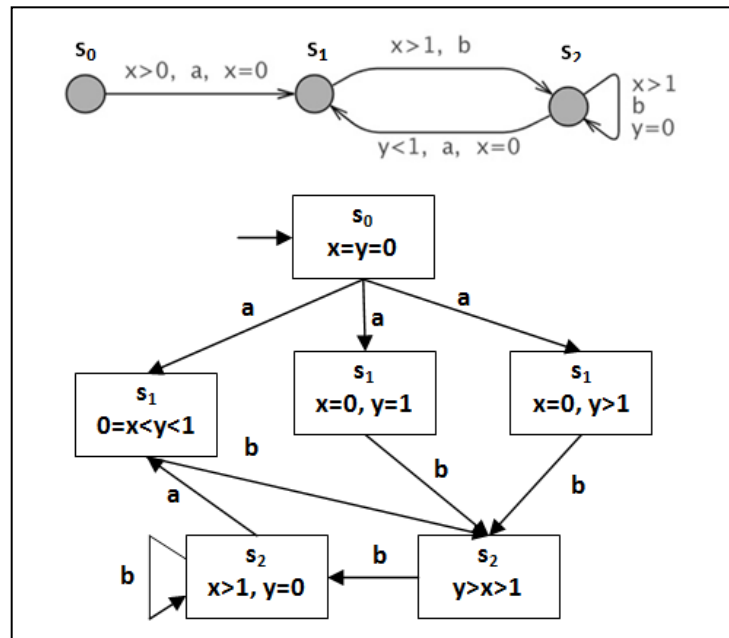 s₀
s₁
s₂
x>0, a, x=0
x>1, b
x>1
b
y=0
y<1, a, x=0
s₀
x=y=0
a
a
a
s₁
0=x<y<1
s₁
x=0, y=1
s₁
x=0, y>1
b
b
b
a
s₂
x>1, y=0
b
b
s₂
y>x>1